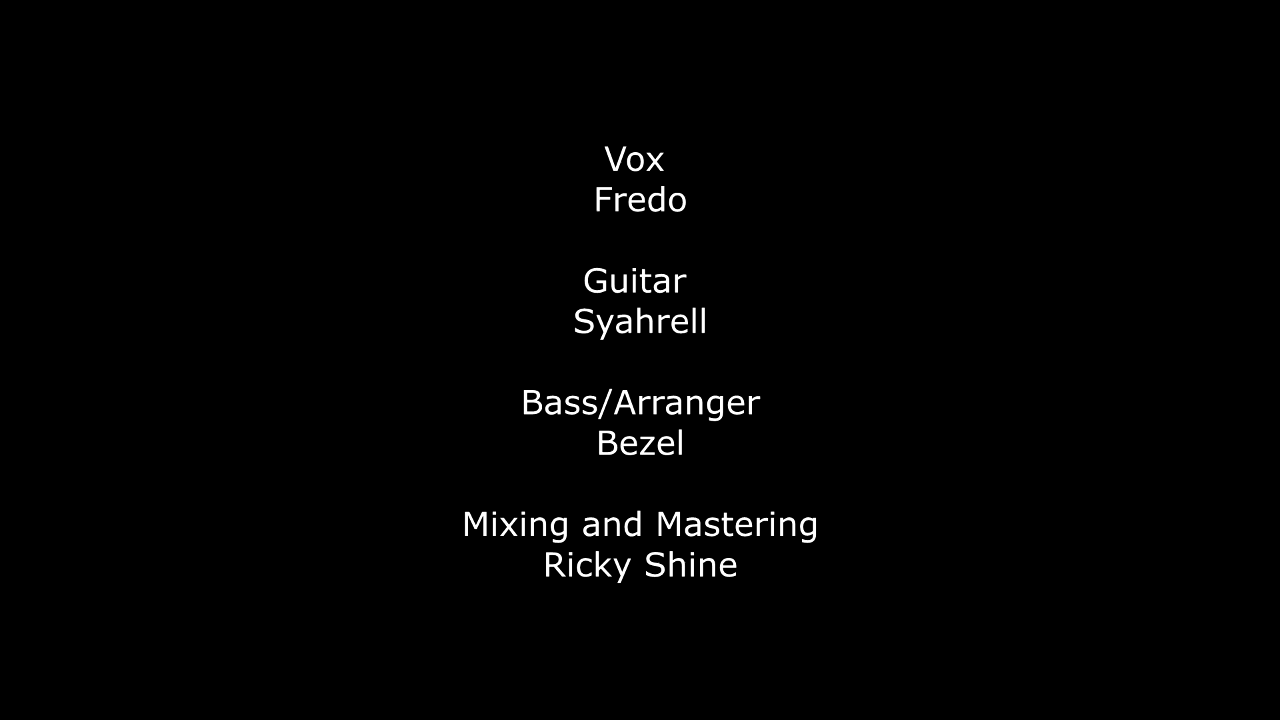 Vox
Fredo
Guitar
Syahrell
Bass/Arranger
Bezel
Mixing and Mastering
Ricky Shine